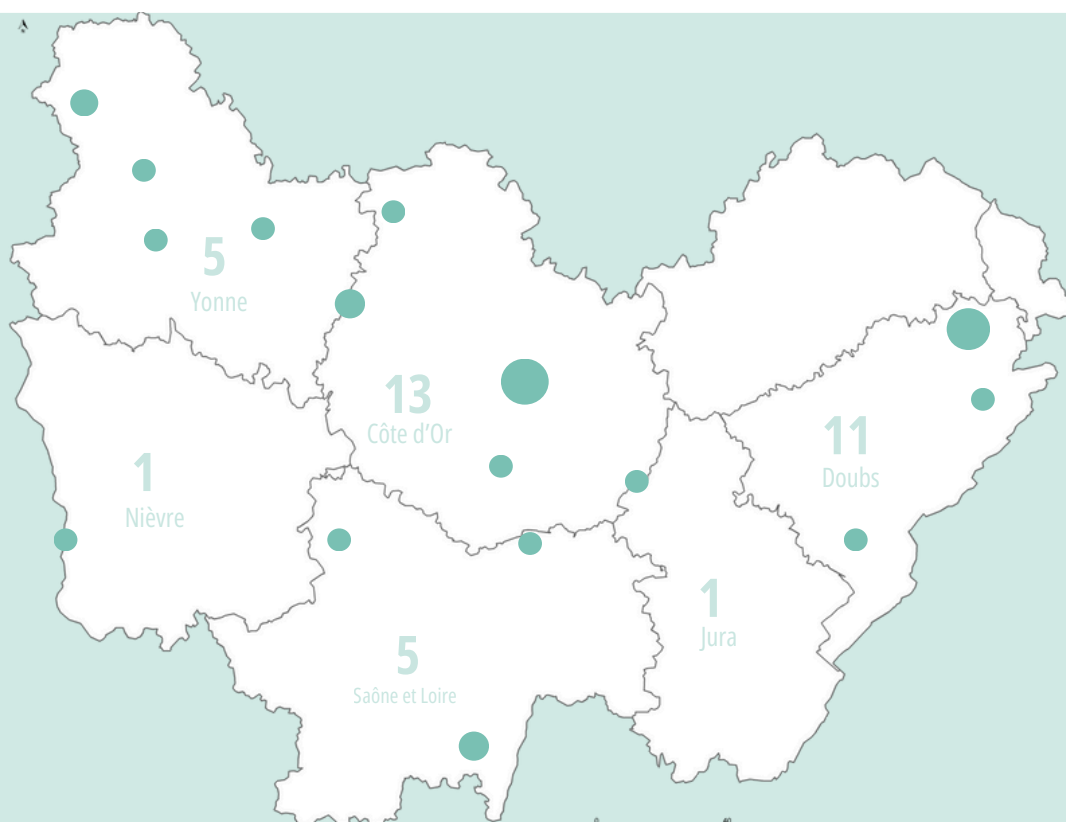 5
Yonne
13
Côte d'Or
11
Doubs
1
Nièvre
1
Jura
5
Saône et Loire